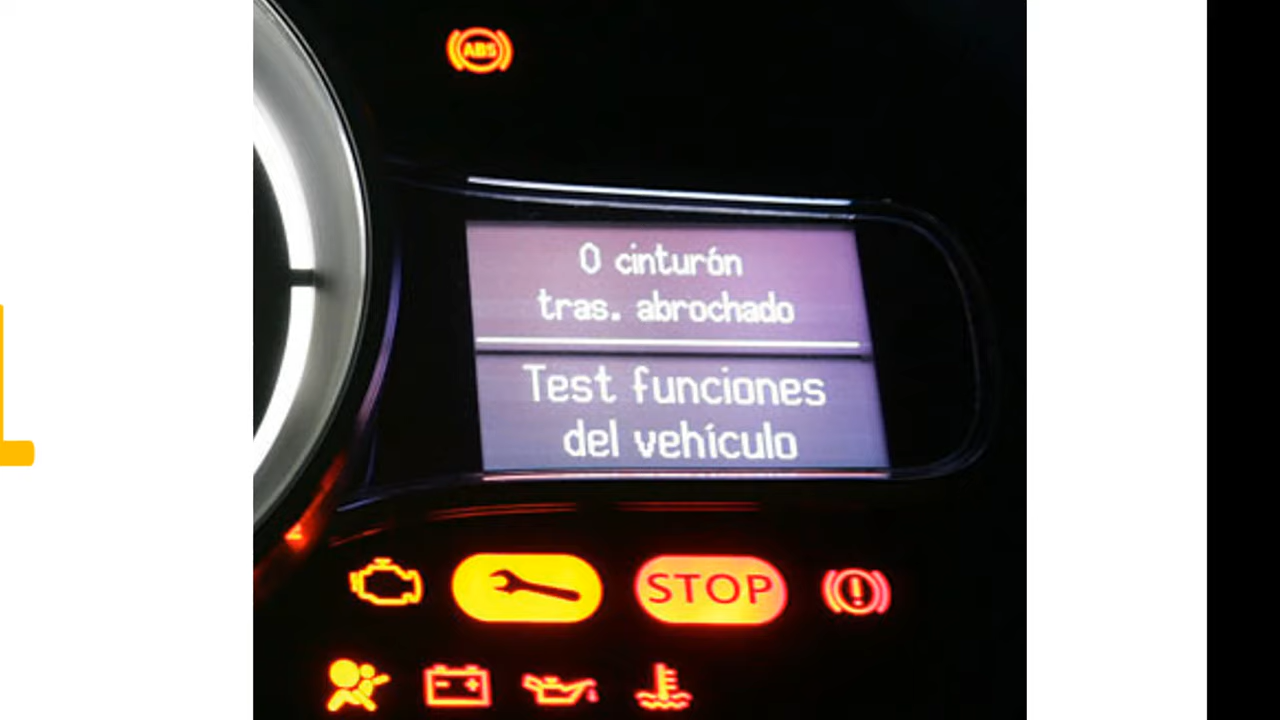 ABS
0 cinturón
tras. abrochado
Test funciones
del vehículo
STOP